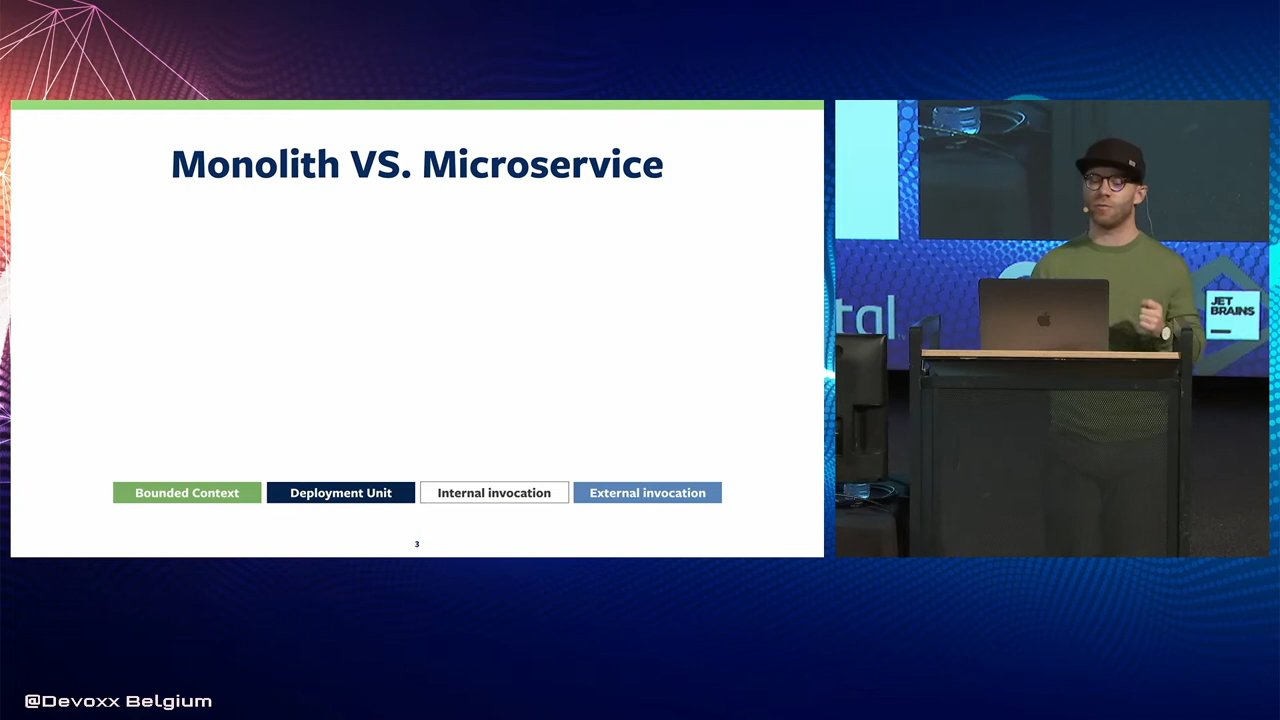 Monolith VS. Microservice
Bounded Context
Deployment Unit
Internal invocation
External invocation
3
tal
JET
BRAINS
@Devoxx Belgium